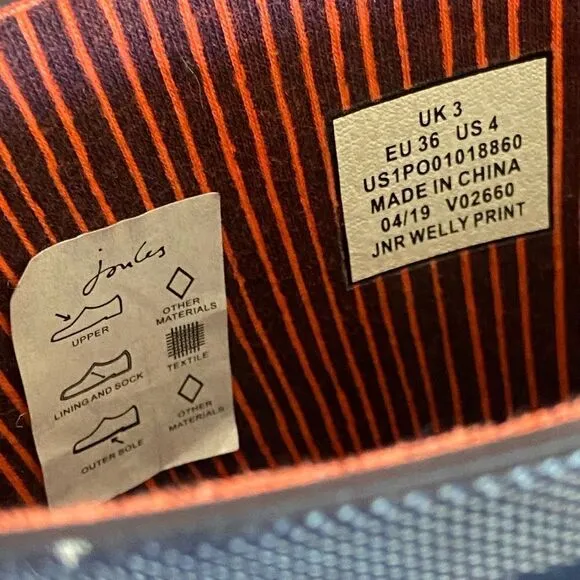 UK 3
EU 36 US 4
US1PO01018860
MADE IN CHINA
04/19 V02660
JNR WELLY PRINT
Joules
UPPER
OTHER
MATERIALS
LINING AND SOCK
TEXTILE
OUTER SOLE
OTHER
MATERIALS